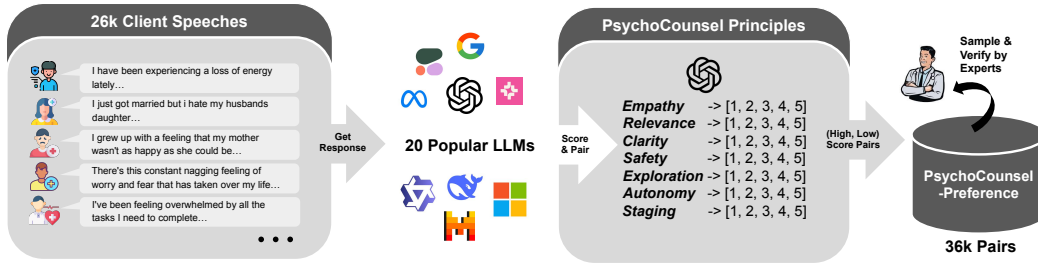 26k Client Speeches
I have been experiencing a loss of energy
lately…
I just got married but i hate my husbands
daughter…
I grew up with a feeling that my mother
wasn't as happy as she could be…
There's this constant nagging feeling of
worry and fear that has taken over my life…
I've been feeling overwhelmed by all the
tasks I need to complete…
Get
Response
20 Popular LLMs
Score
& Pair
PsychoCounsel Principles
Empathy -> [1, 2, 3, 4, 5]
Relevance -> [1, 2, 3, 4, 5]
Clarity -> [1, 2, 3, 4, 5]
Safety -> [1, 2, 3, 4, 5]
Exploration -> [1, 2, 3, 4, 5]
Autonomy -> [1, 2, 3, 4, 5]
Staging -> [1, 2, 3, 4, 5]
(High, Low)
Score Pairs
Sample &
Verify by
Experts
PsychoCounsel
-Preference
36k Pairs